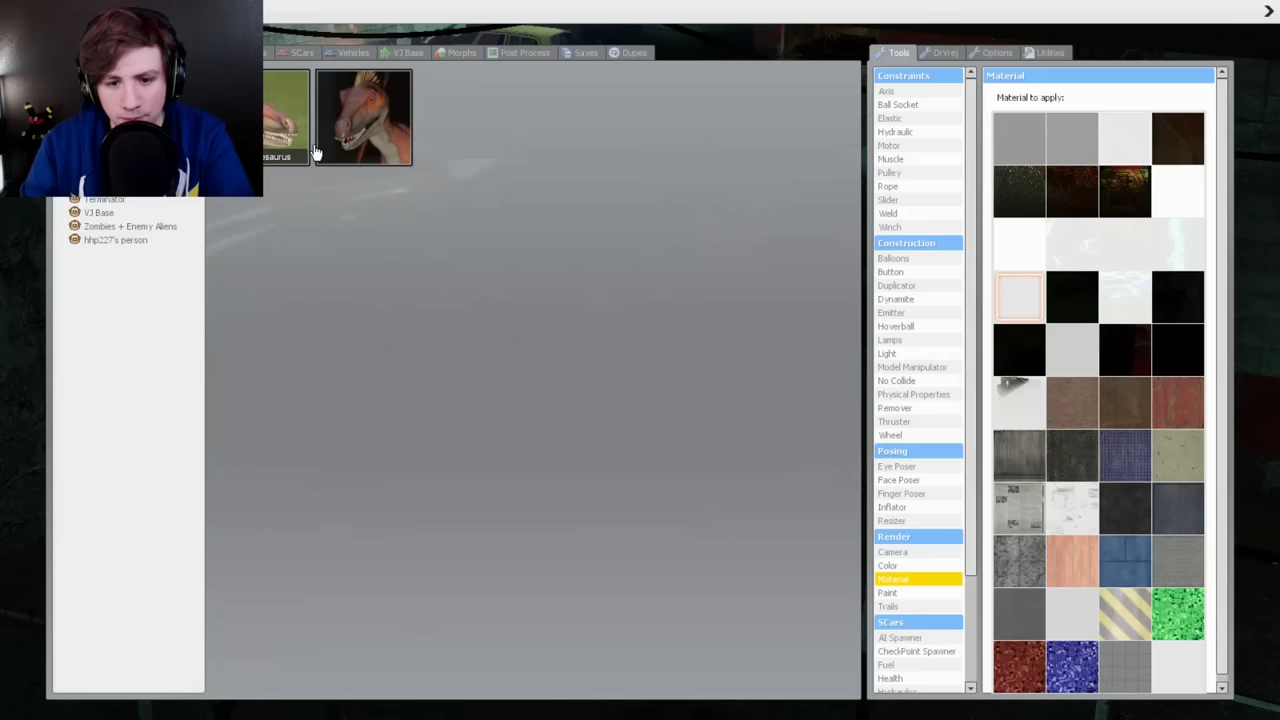 SCars Vehicles VJ Base Morphs Post Process Saves Dupes
osaurus
Terminator
VJ Base
Zombies + Enemy Aliens
hhp227's person
Tools DrVrej Options Utilities
Constraints
Axis
Ball Socket
Elastic
Hydraulic
Motor
Muscle
Pulley
Rope
Slider
Weld
Winch
Construction
Balloons
Button
Duplicator
Dynamite
Emitter
Hoverball
Lamps
Light
Model Manipulator
No Collide
Physical Properties
Remover
Thruster
Wheel
Posing
Eye Poser
Face Poser
Finger Poser
Inflator
Resizer
Render
Camera
Color
Material
Paint
Trails
SCars
AI Spawner
CheckPoint Spawner
Fuel
Health
Hydraulics
Material
Material to apply: